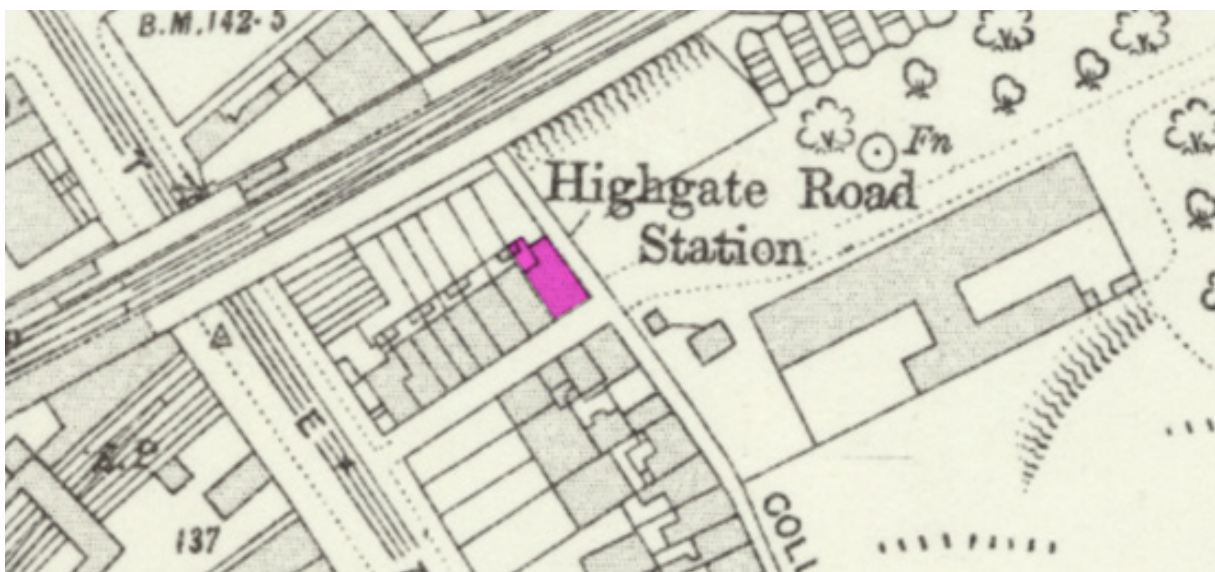 B.M.142·5
T
Fn
Highgate Road
Station
E
137
COLL